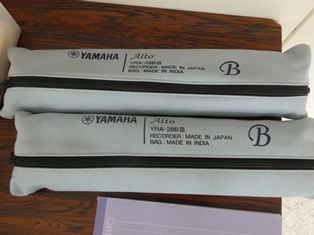 YAMAHA Alto
YRA-28BⅢ
RECORDER : MADE IN JAPAN
BAG : MADE IN INDIA
B
YAMAHA Alto
YRA-28BⅢ
RECORDER : MADE IN JAPAN
BAG : MADE IN INDIA
B